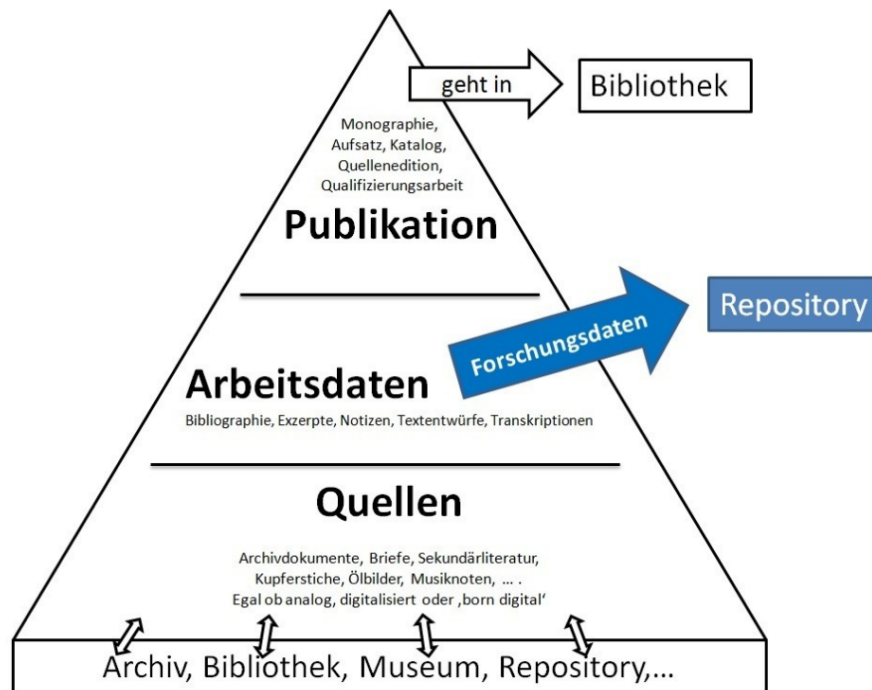 geht in
Bibliothek
Monographie,
Aufsatz, Katalog,
Quellenedition,
Qualifizierungsarbeit
Publikation
Forschungsdaten
Repository
Arbeitsdaten
Bibliographie, Exzerpte, Notizen, Textentwürfe, Transkriptionen
Quellen
Archivdokumente, Briefe, Sekundärliteratur,
Kupferstiche, Ölbilder, Musiknoten, ... .
Egal ob analog, digitalisiert oder ‚born digital‘
Archiv, Bibliothek, Museum, Repository,...